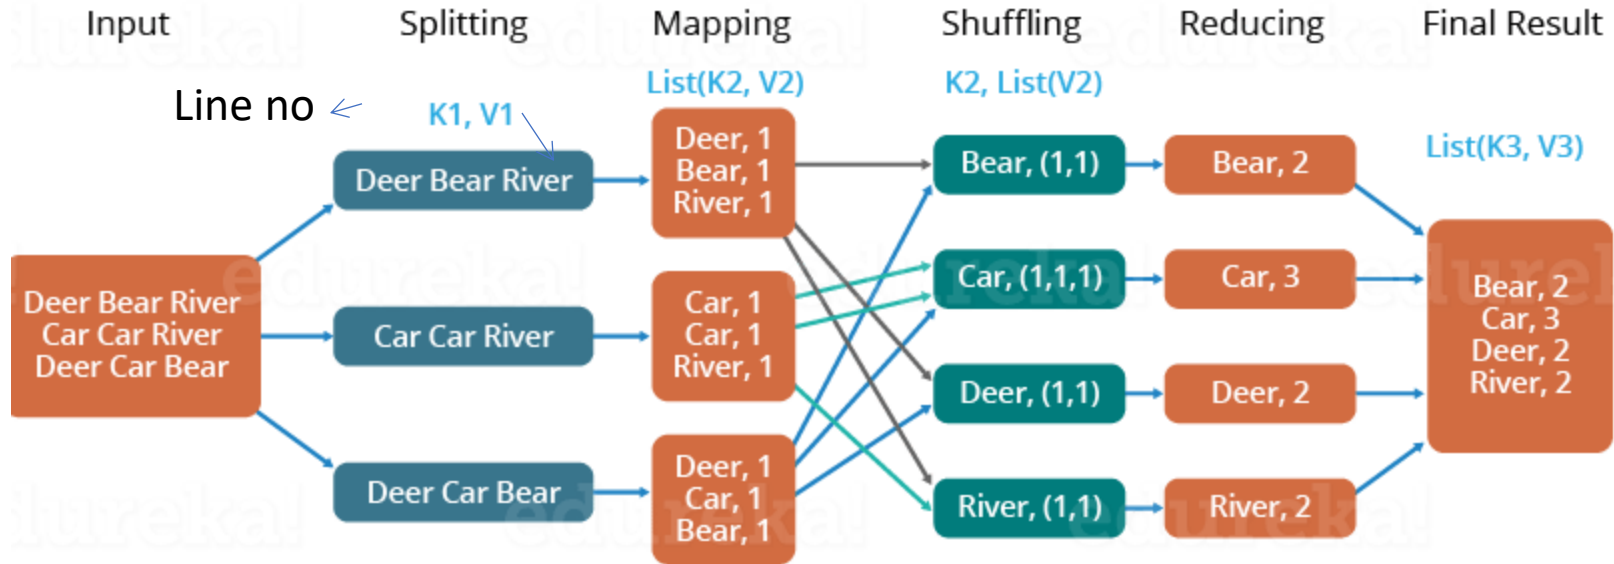 Input
Splitting
Mapping
Shuffling
Reducing
Final Result
Line no
K1, V1
List(K2, V2)
K2, List(V2)
List(K3, V3)
Deer Bear River
Car Car River
Deer Car Bear
Deer Bear River
Car Car River
Deer Car Bear
Deer, 1
Bear, 1
River, 1
Car, 1
Car, 1
River, 1
Deer, 1
Car, 1
Bear, 1
Bear, (1,1)
Car, (1,1,1)
Deer, (1,1)
River, (1,1)
Bear, 2
Car, 3
Deer, 2
River, 2
Bear, 2
Car, 3
Deer, 2
River, 2
edureka!